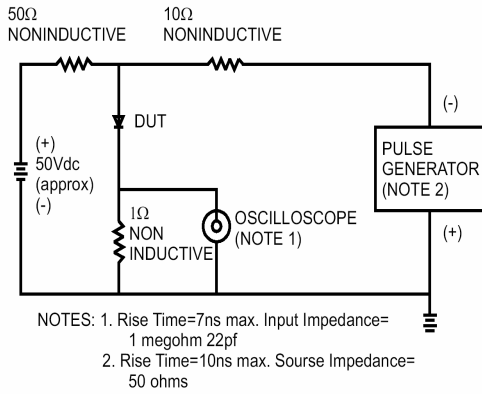 50Ω
NONINDUCTIVE
10Ω
NONINDUCTIVE
(-)
DUT
(+)
50Vdc
(approx)
(-)
PULSE
GENERATOR
(NOTE 2)
1Ω
NON
INDUCTIVE
OSCILLOSCOPE
(NOTE 1)
(+)
NOTES: 1. Rise Time=7ns max. Input Impedance=
1 megohm 22pf
2. Rise Time=10ns max. Sourse Impedance=
50 ohms